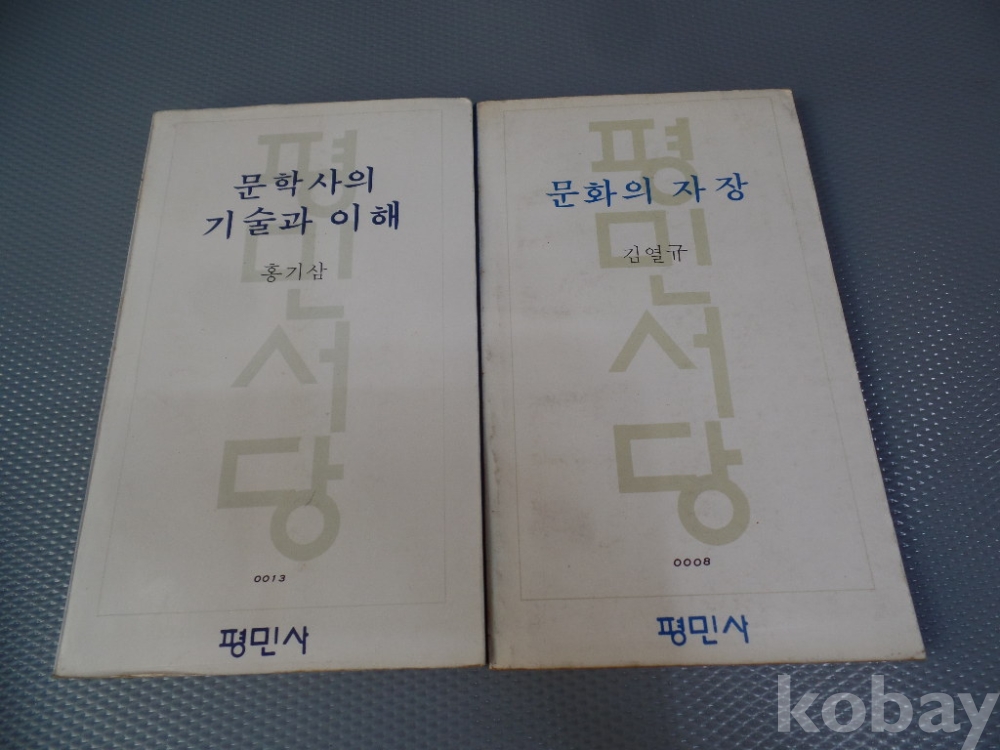 평민서당
문학사의
기술과 이해
홍기삼
0013
평민사
평민서당
문화의 자장
김열규
0008
평민사
kobay